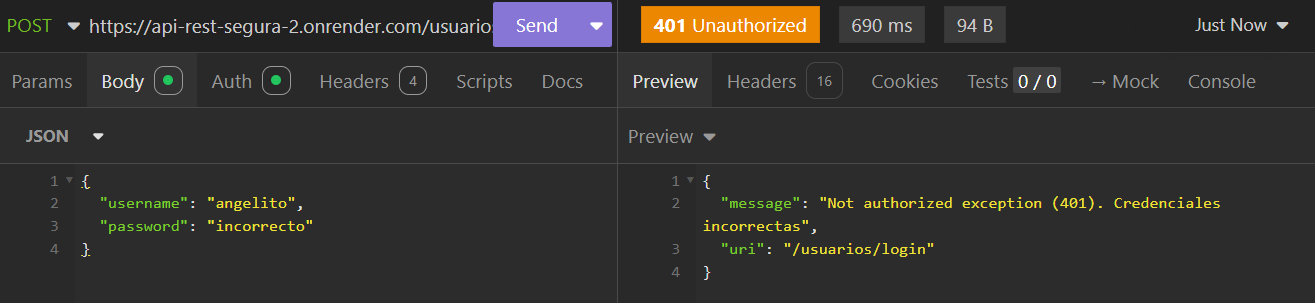 POST https://api-rest-segura-2.onrender.com/usuario Send 401 Unauthorized 690 ms 94 B Just Now
Params Body Auth Headers 4 Scripts Docs Preview Headers 16 Cookies Tests 0 / 0 → Mock Console
JSON Preview
1 {
2 "username": "angelito",
3 "password": "incorrecto"
4 }
1 {
2 "message": "Not authorized exception (401). Credenciales
incorrectas",
3 "uri": "/usuarios/login"
4 }